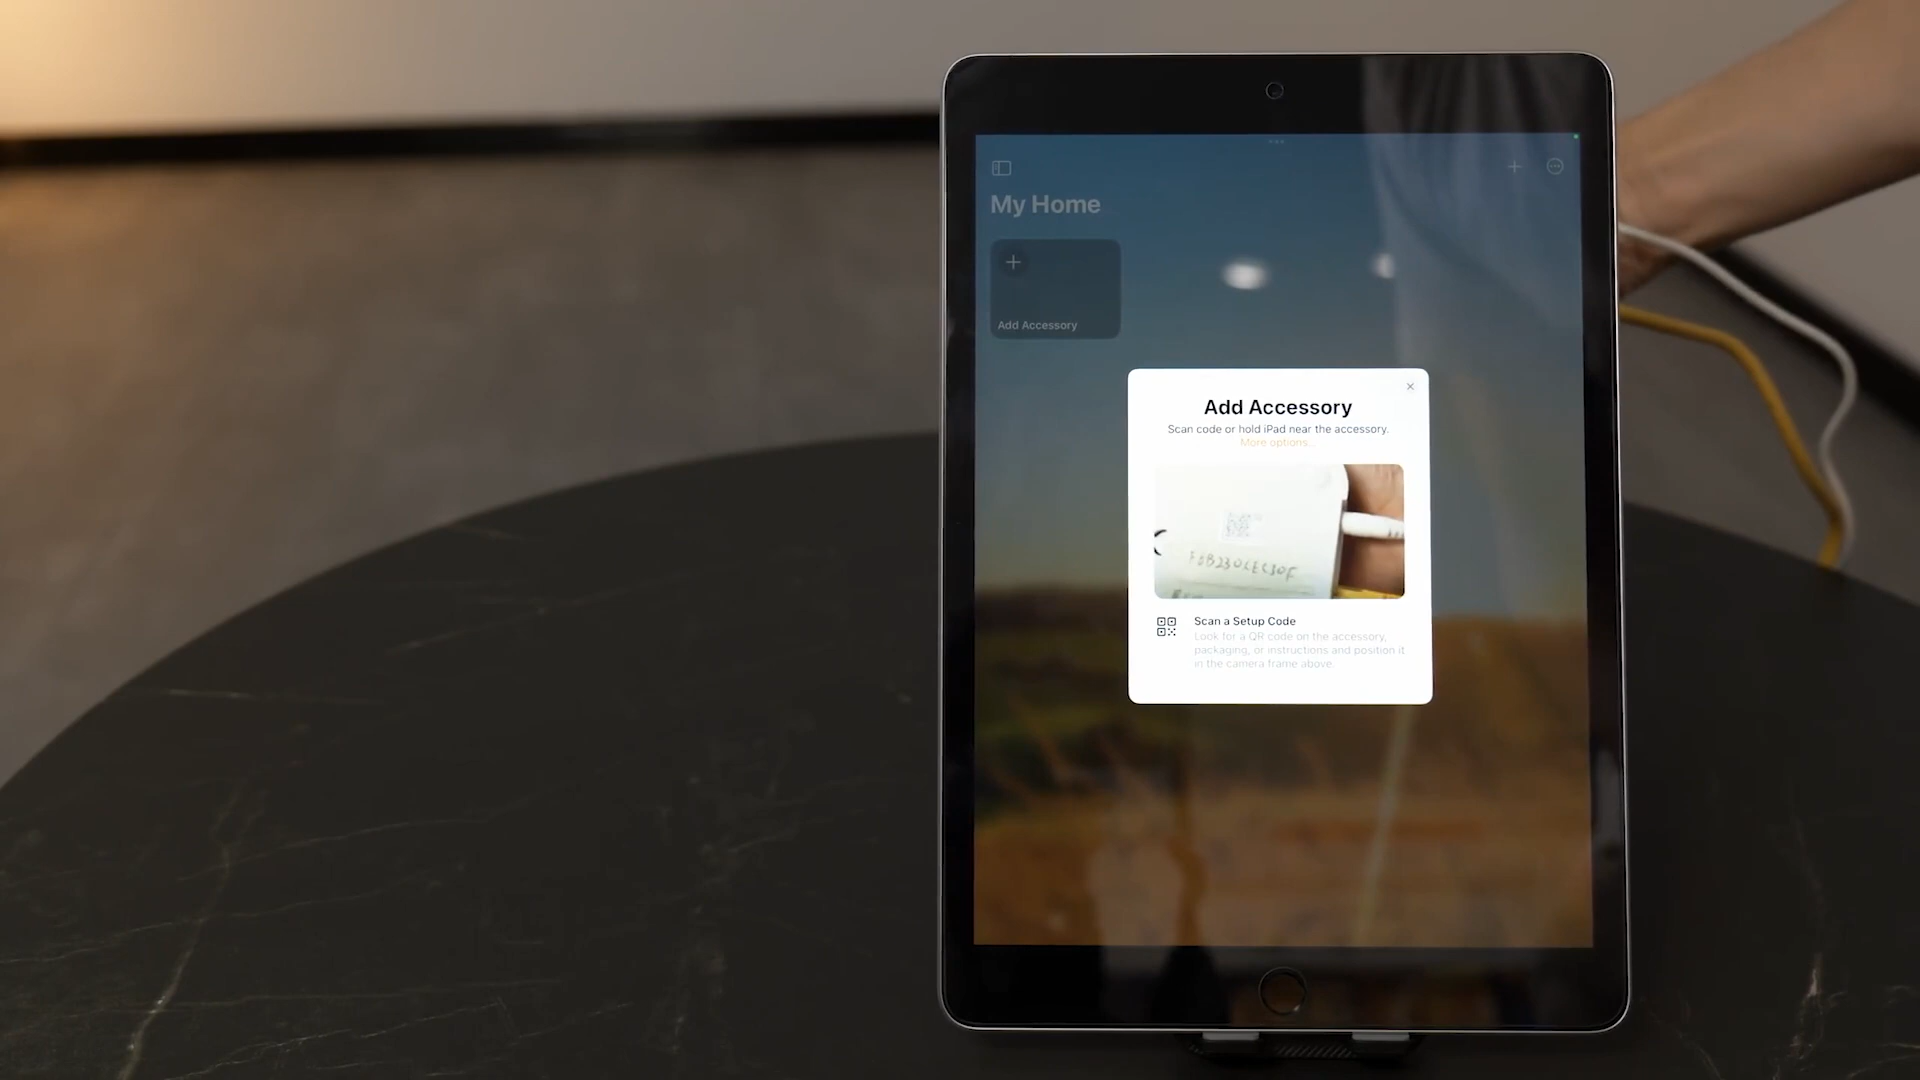 My Home
Add Accessory
Add Accessory
Scan code or hold iPad near the accessory.
More options...
Scan a Setup Code
Look for a QR code on the accessory,
packaging, or instructions and position it
in the camera frame above.